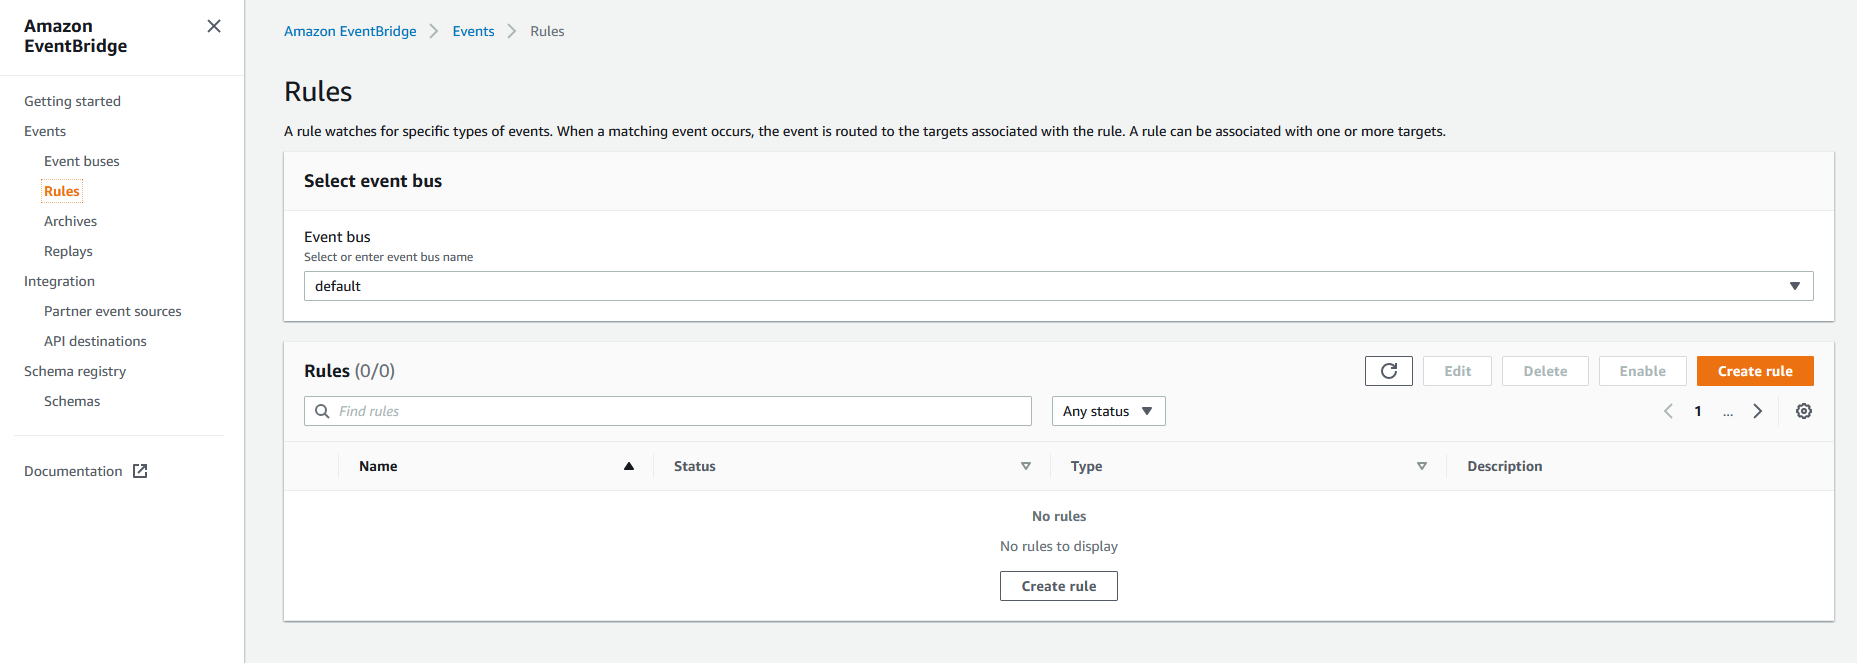 Amazon
EventBridge
Getting started
Events
Event buses
Rules
Archives
Replays
Integration
Partner event sources
API destinations
Schema registry
Schemas
Documentation
Amazon EventBridge > Events > Rules
Rules
A rule watches for specific types of events. When a matching event occurs, the event is routed to the targets associated with the rule. A rule can be associated with one or more targets.
Select event bus
Event bus
Select or enter event bus name
default
Rules (0/0) Edit Delete Enable Create rule
Find rules Any status 1 ...
Name Status Type Description
No rules
No rules to display
Create rule